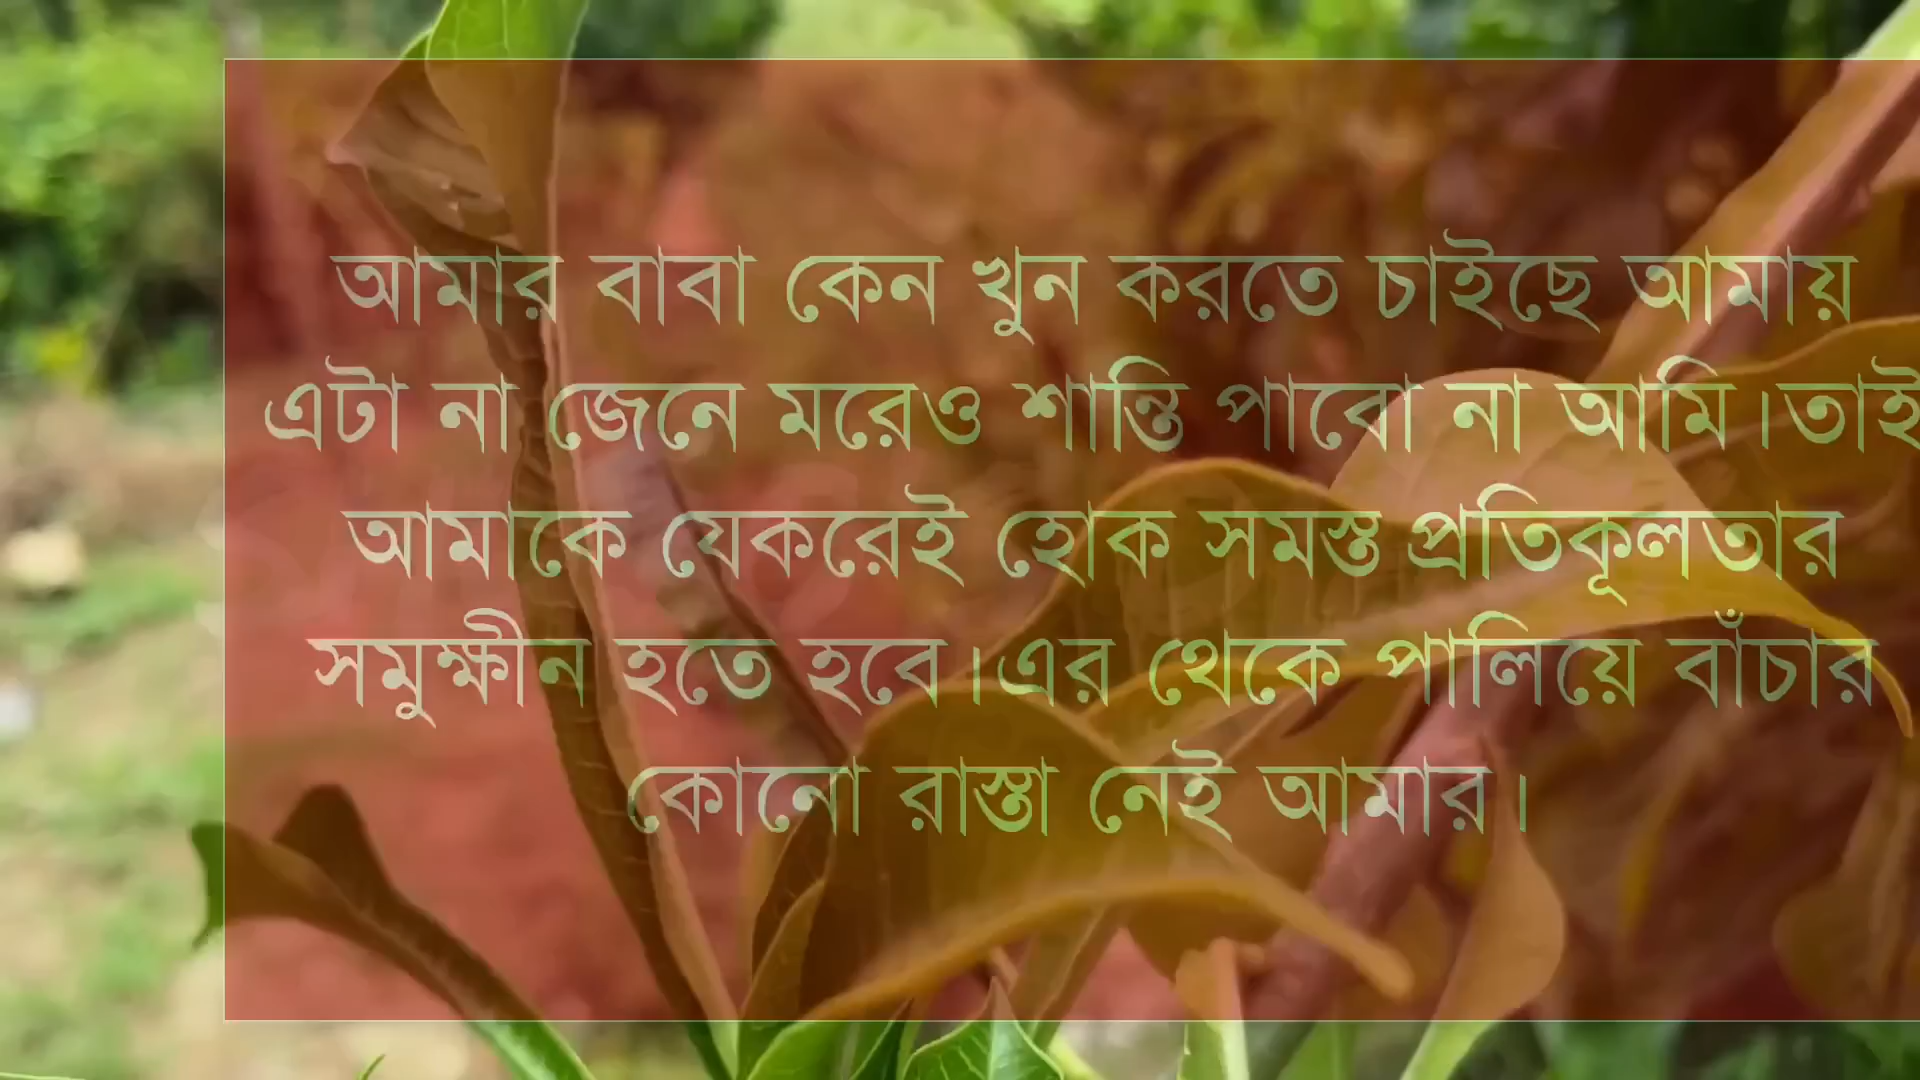 আমার বাবা কেন খুন করতে চাইছে আমায়
এটা না জেনে মরেও শান্তি পাবো না আমি।তাই
আমাকে যেকরেই হোক সমস্ত প্রতিকূলতার
সমুক্ষীন হতে হবে।এর থেকে পালিয়ে বাঁচার
কোনো রাস্তা নেই আমার।